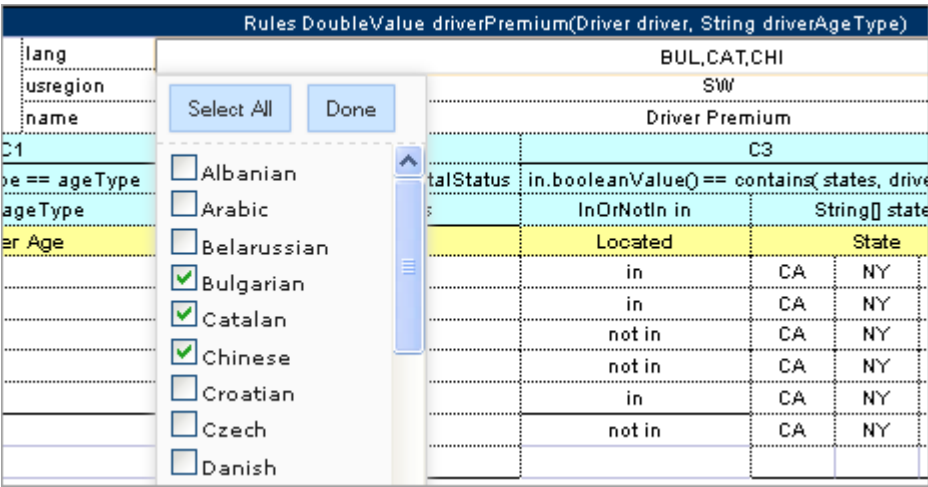 Rules DoubleValue driverPremium(Driver driver, String driverAgeType)
lang BUL,CAT,CHI
usregion SW
name Driver Premium
Select All Done
C1 C3
pe == ageType talStatus in.booleanValue() == contains( states, drive
ageType s InOrNotIn in String[] state
er Age Located State
Albanian
Arabic
Belarussian
Bulgarian in CA NY
Catalan in CA NY
Chinese not in CA NY
not in CA NY
Croatian in CA NY
Czech not in CA NY
Danish